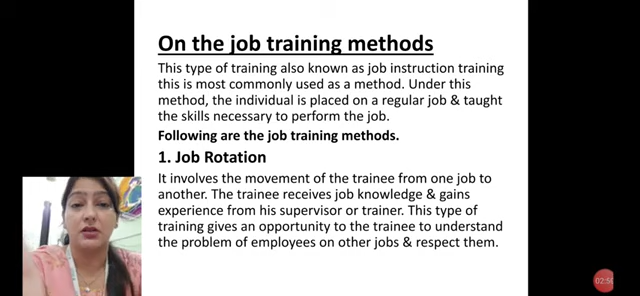 On the job training methods
This type of training also known as job instruction training
this is most commonly used as a method. Under this
method, the individual is placed on a regular job & taught
the skills necessary to perform the job.
Following are the job training methods.
1. Job Rotation
It involves the movement of the trainee from one job to
another. The trainee receives job knowledge & gains
experience from his supervisor or trainer. This type of
training gives an opportunity to the trainee to understand
the problem of employees on other jobs & respect them.